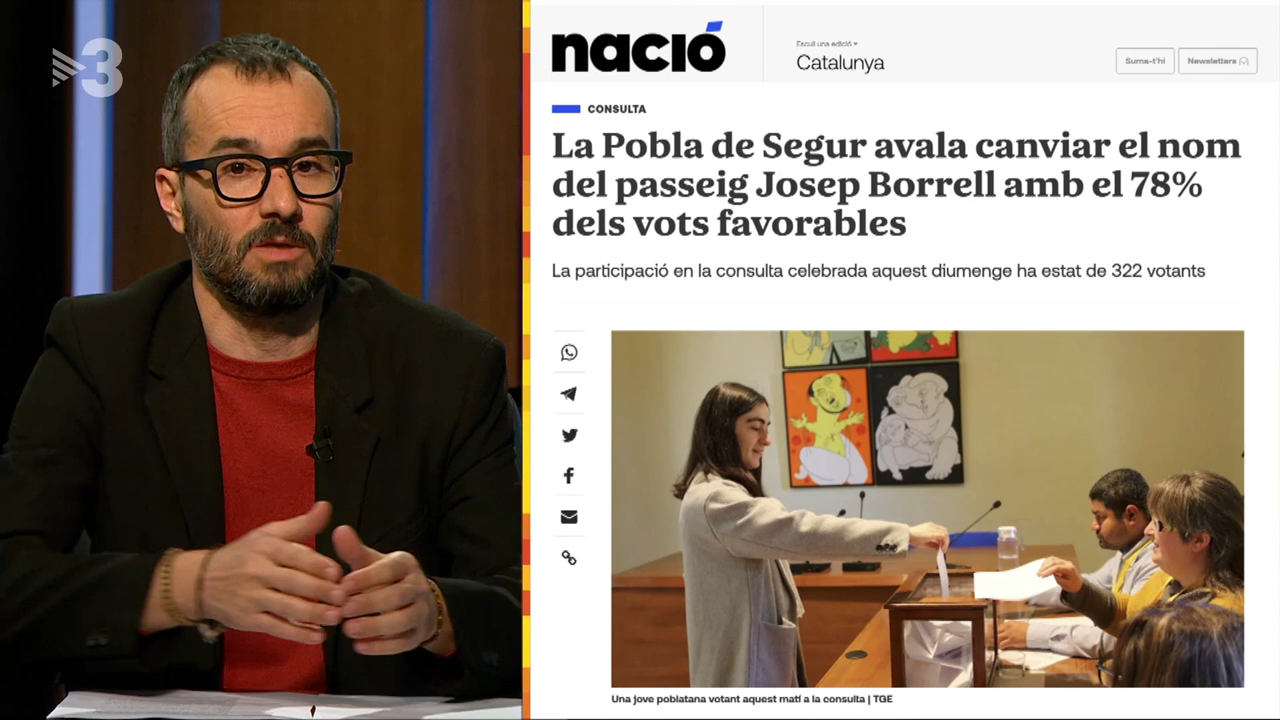 3
nació
Escull una edició
Catalunya
Suma-t'hi
Newsletters
CONSULTA
La Pobla de Segur avala canviar el nom
del passeig Josep Borrell amb el 78%
dels vots favorables
La participació en la consulta celebrada aquest diumenge ha estat de 322 votants
Una jove poblatana votant aquest matí a la consulta | TGE